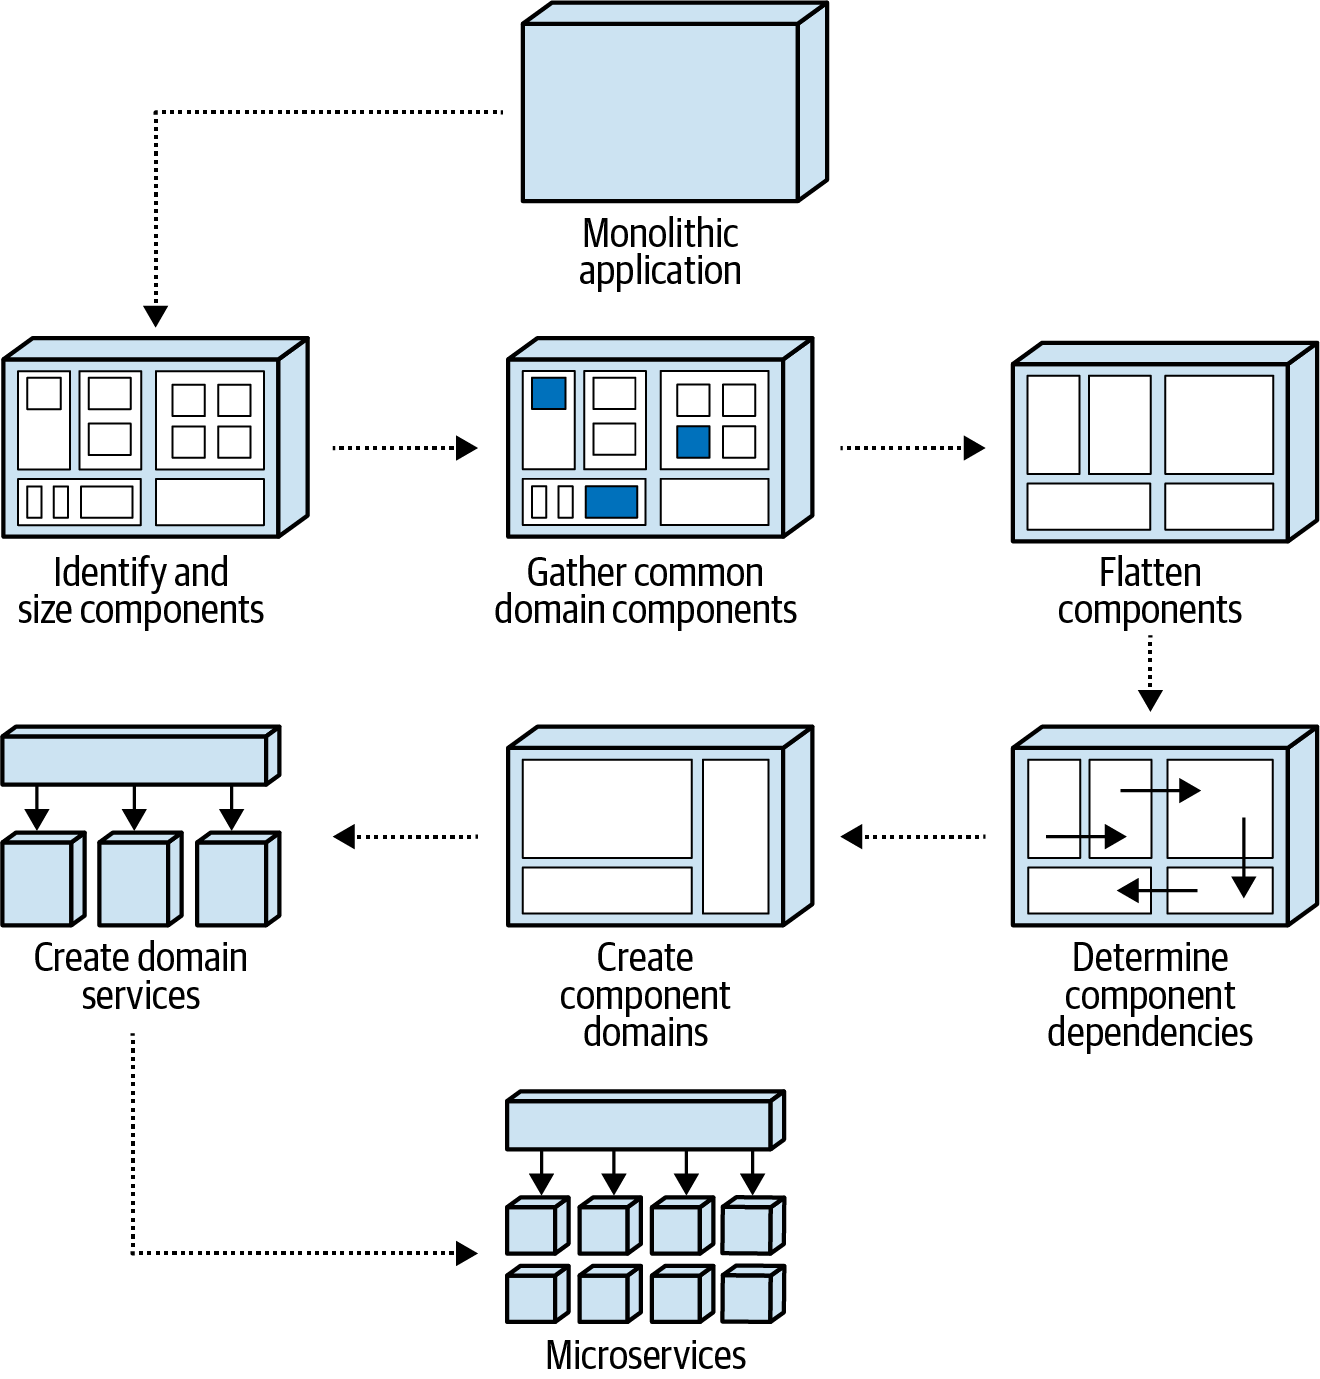 Monolithic
application
Identify and
size components
Gather common
domain components
Flatten
components
Create domain
services
Create
component
domains
Determine
component
dependencies
Microservices